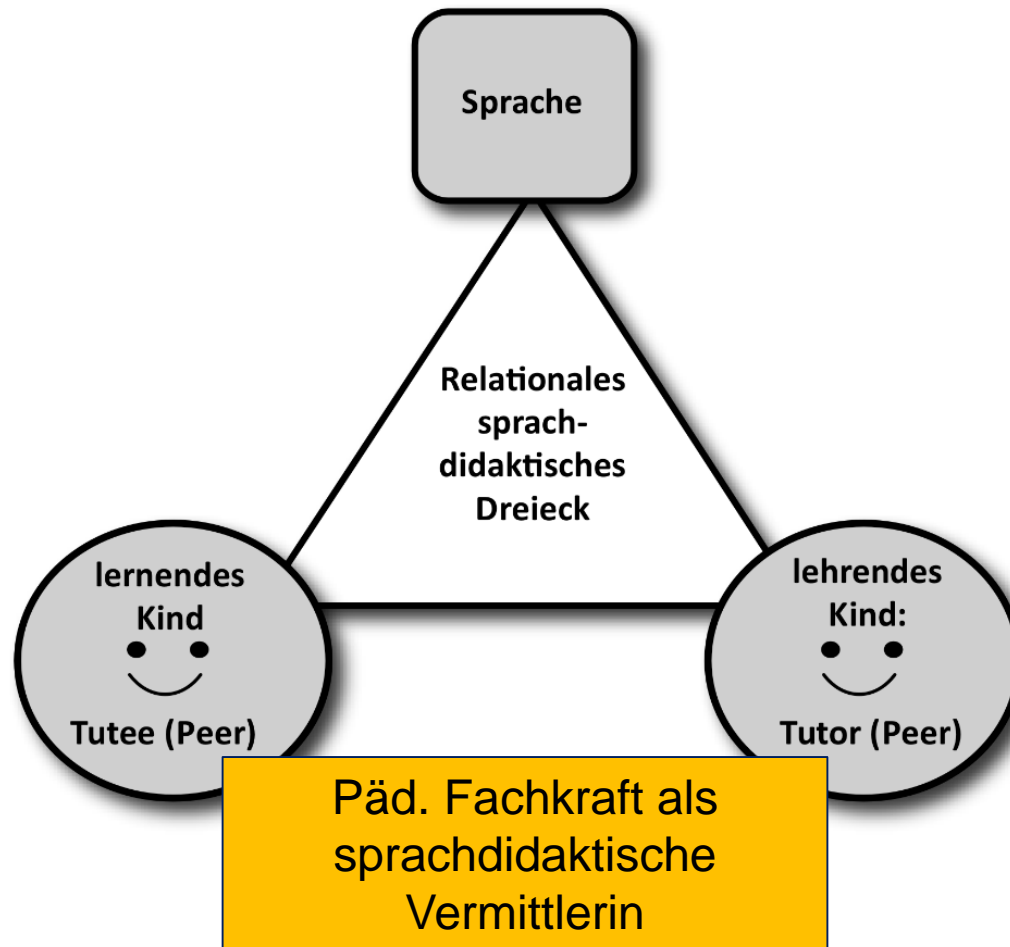 Sprache
Relationales
sprach-
didaktisches
Dreieck
lernendes
Kind
Tutee (Peer)
lehrendes
Kind:
Tutor (Peer)
Päd. Fachkraft als
sprachdidaktische
Vermittlerin